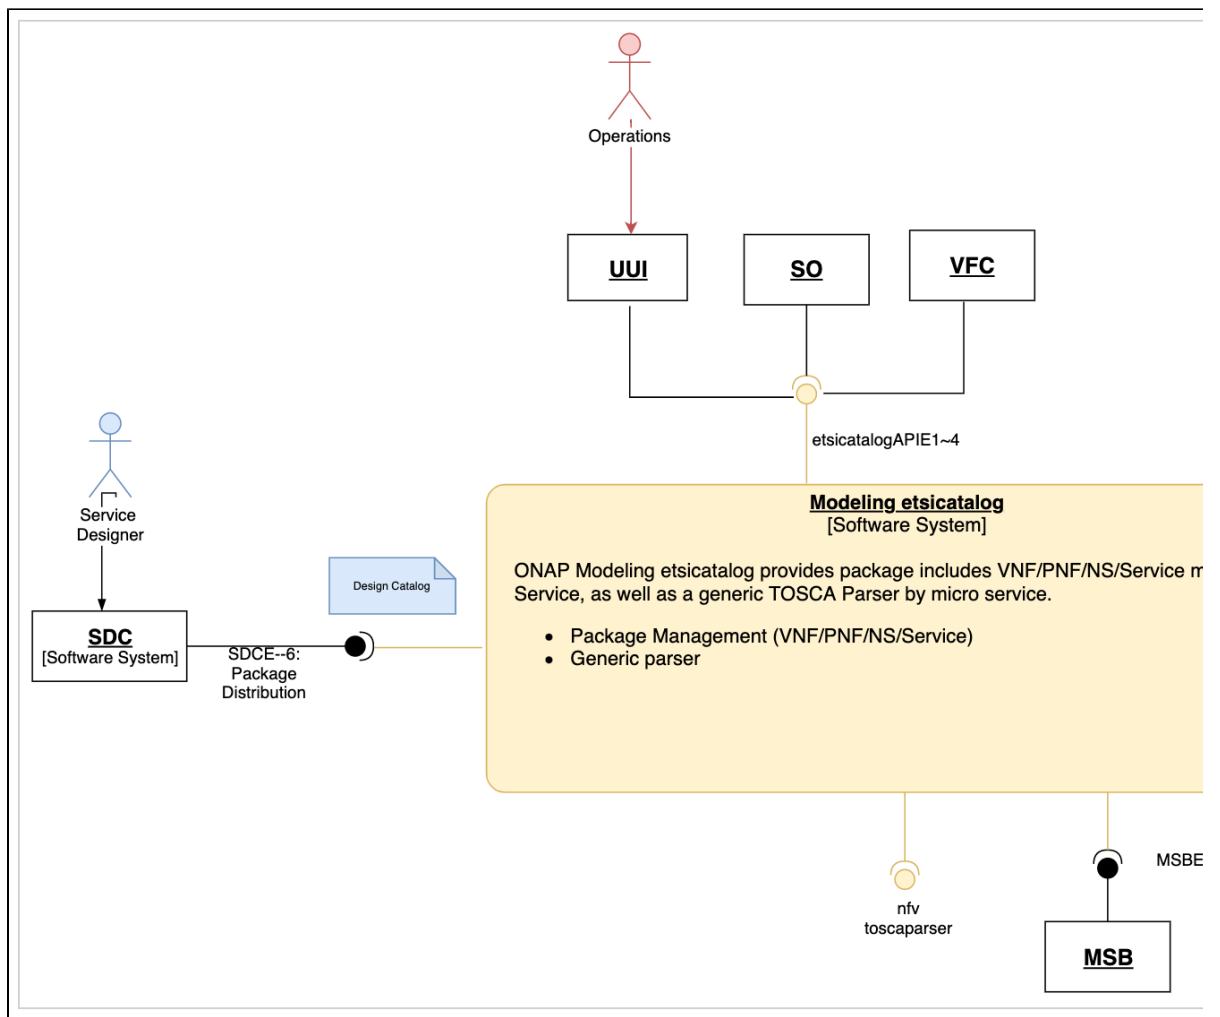 Operations
UUI
SO
VFC
etsicatalogAPIE1~4
Service
Designer
Design Catalog
SDC
[Software System]
SDCE--6:
Package
Distribution
Modeling etsicatalog
[Software System]
ONAP Modeling etsicatalog provides package includes VNF/PNF/NS/Service m
Service, as well as a generic TOSCA Parser by micro service.
• Package Management (VNF/PNF/NS/Service)
• Generic parser
nfv
toscaparser
MSBE
MSB